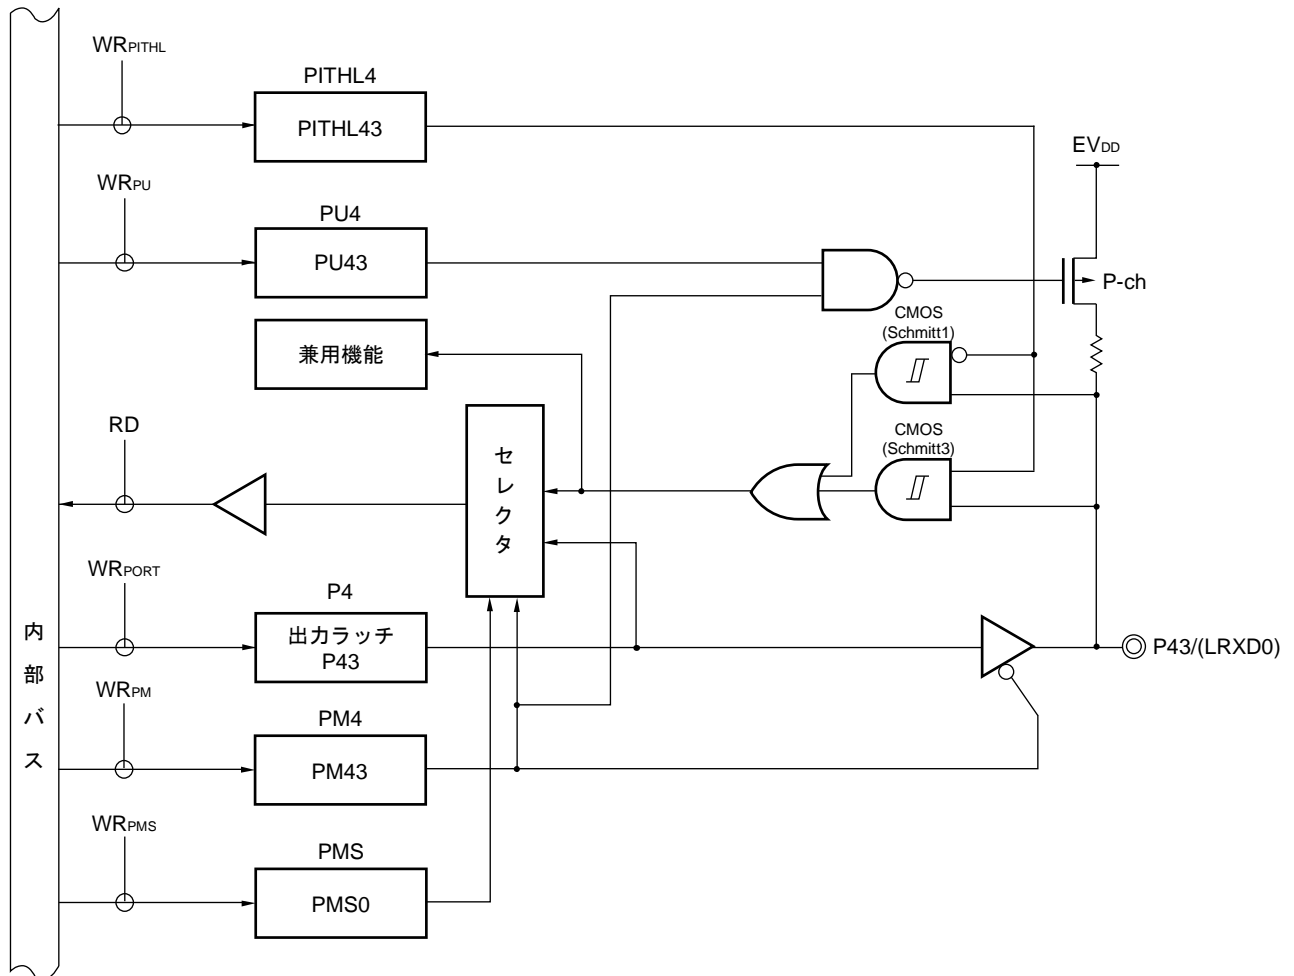 WRPITHL
PITHL4
PITHL43
EVDD
WRPU
PU4
PU43
P-ch
CMOS
(Schmitt1)
兼用機能
RD
セレクタ
CMOS
(Schmitt3)
WRPORT
P4
出力ラッチ
P43
P43/(LRXD0)
内部バス
WRPM
PM4
PM43
WRPMS
PMS
PMS0